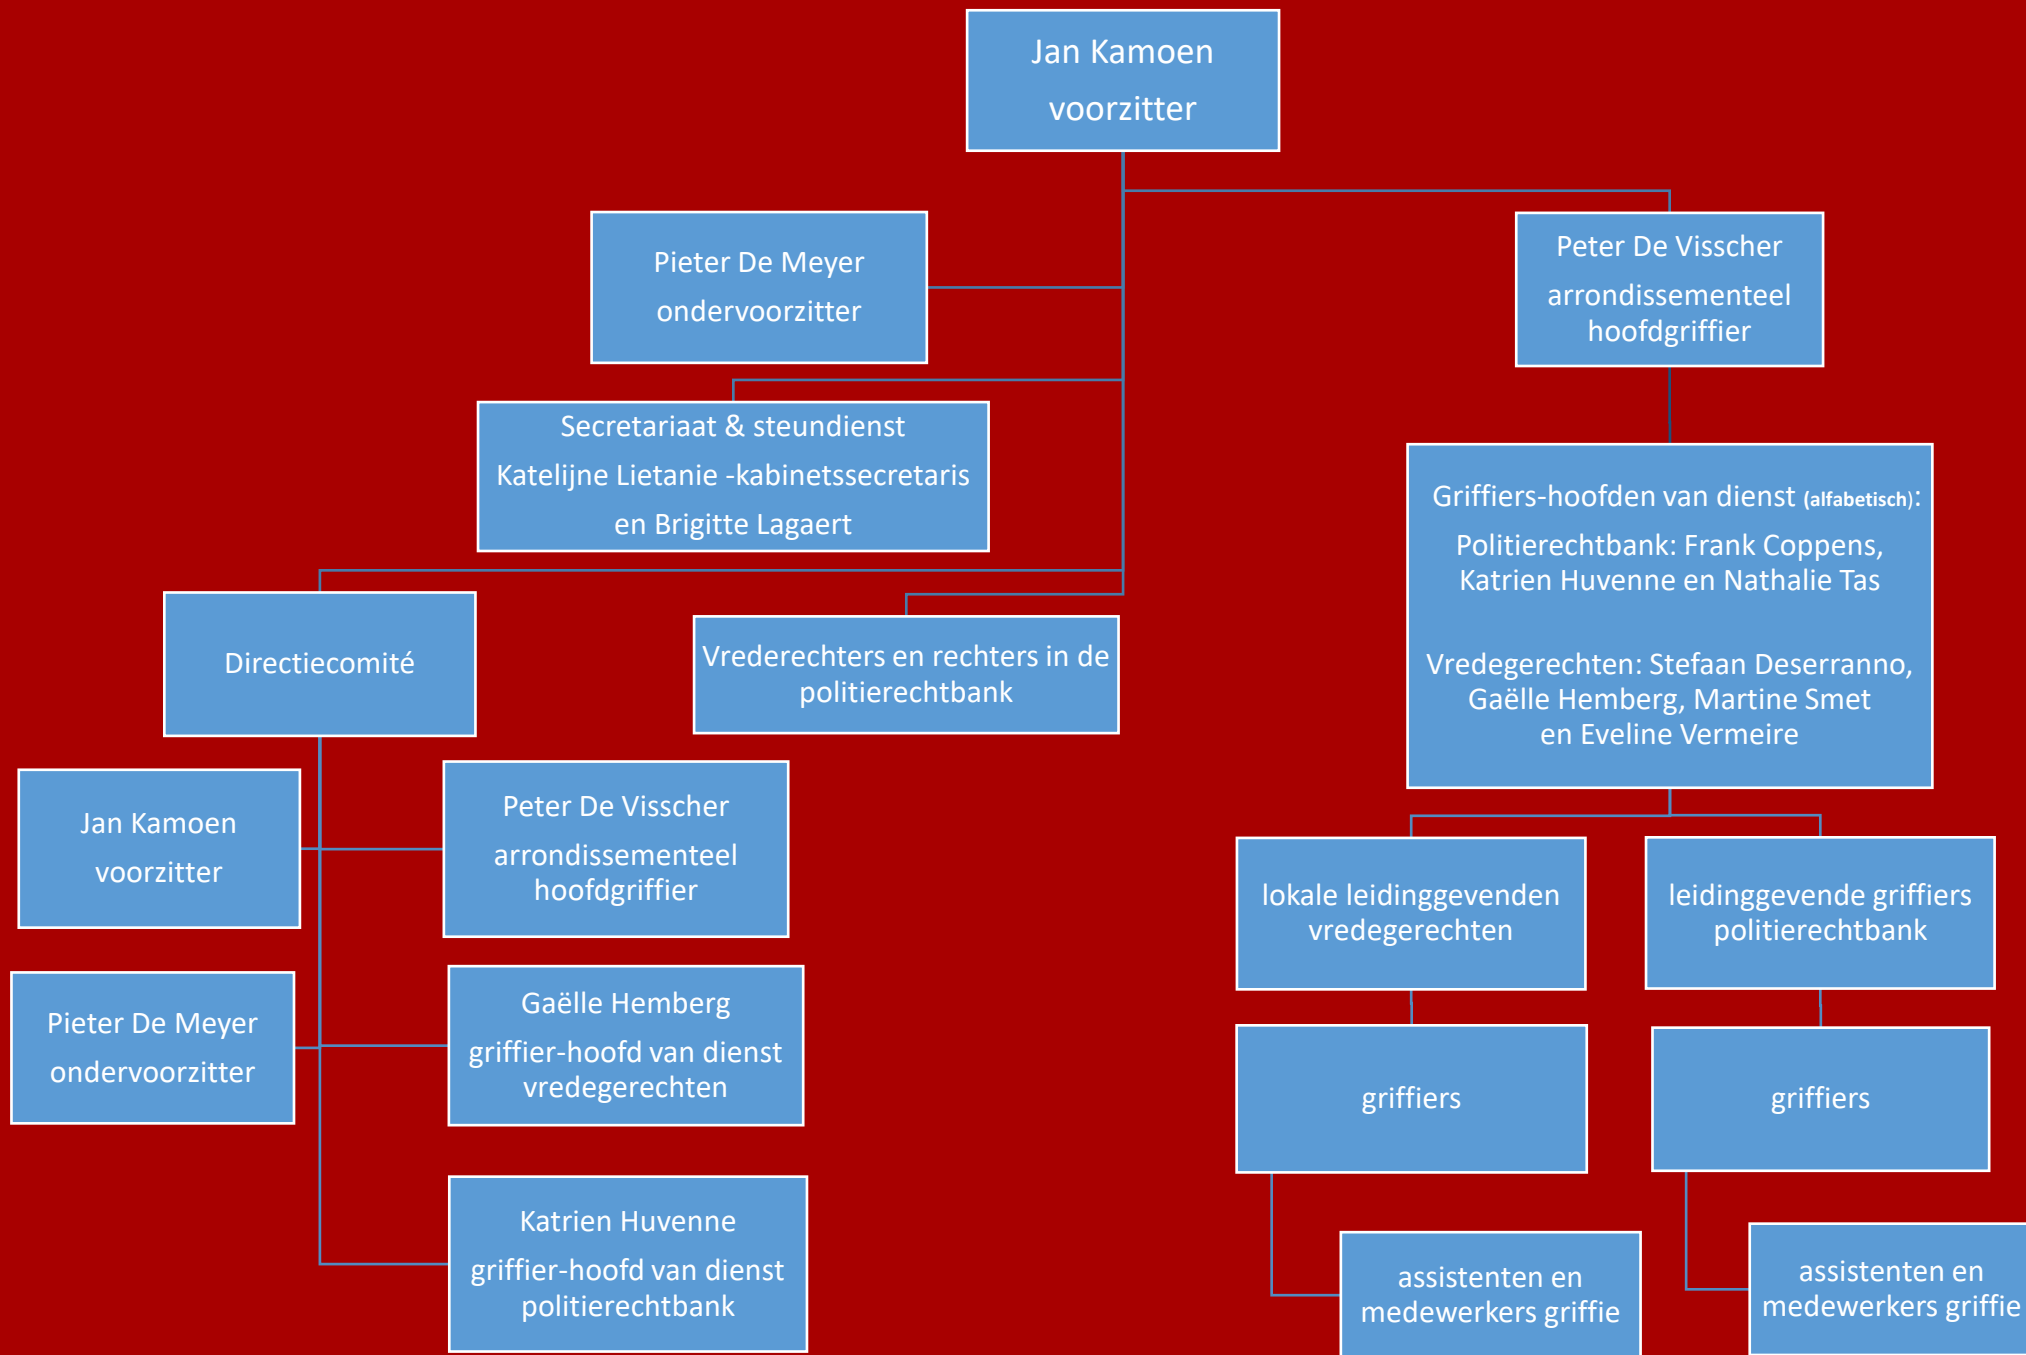 Jan Kamoen
voorzitter
Pieter De Meyer
ondervoorzitter
Peter De Visscher
arrondissementeel
hoofdgriffier
Secretariaat & steundienst
Katelijne Lietanie -kabinetssecretaris
en Brigitte Lagaert
Griffiers-hoofden van dienst (alfabetisch):
Politierechtbank: Frank Coppens,
Katrien Huvenne en Nathalie Tas
Vredegerechten: Stefaan Deserranno,
Gaëlle Hemberg, Martine Smet
en Eveline Vermeire
Directiecomité
Vrederechters en rechters in de
politierechtbank
Jan Kamoen
voorzitter
Peter De Visscher
arrondissementeel
hoofdgriffier
Pieter De Meyer
ondervoorzitter
Gaëlle Hemberg
griffier-hoofd van dienst
vredegerechten
Katrien Huvenne
griffier-hoofd van dienst
politierechtbank
lokale leidinggevenden
vredegerechten
leidinggevende griffiers
politierechtbank
griffiers
griffiers
assistenten en
medewerkers griffie
assistenten en
medewerkers griffie